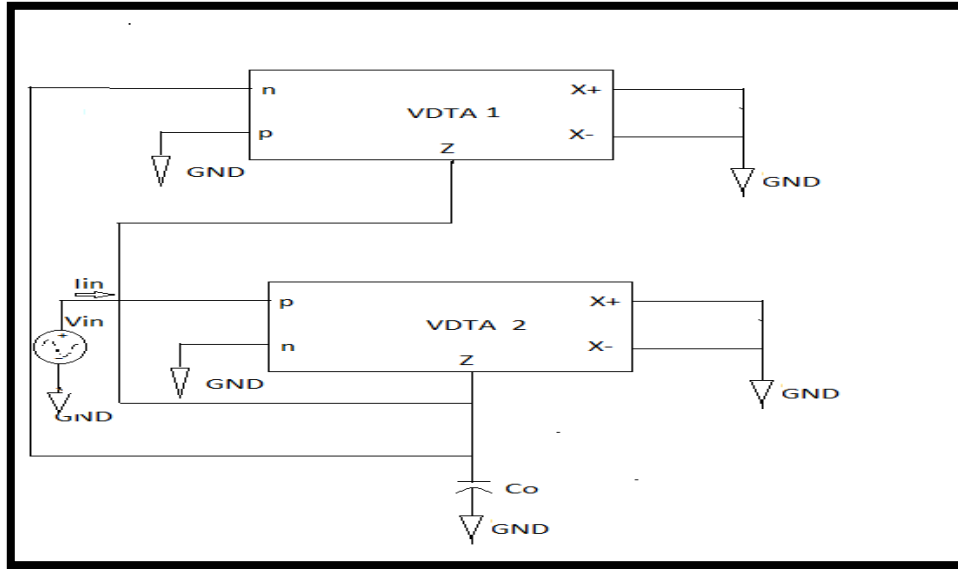 n
X+
VDTA 1
p
X-
Z
GND
GND
Iin
p
X+
Vin
VDTA 2
n
X-
Z
GND
GND
GND
Co
GND